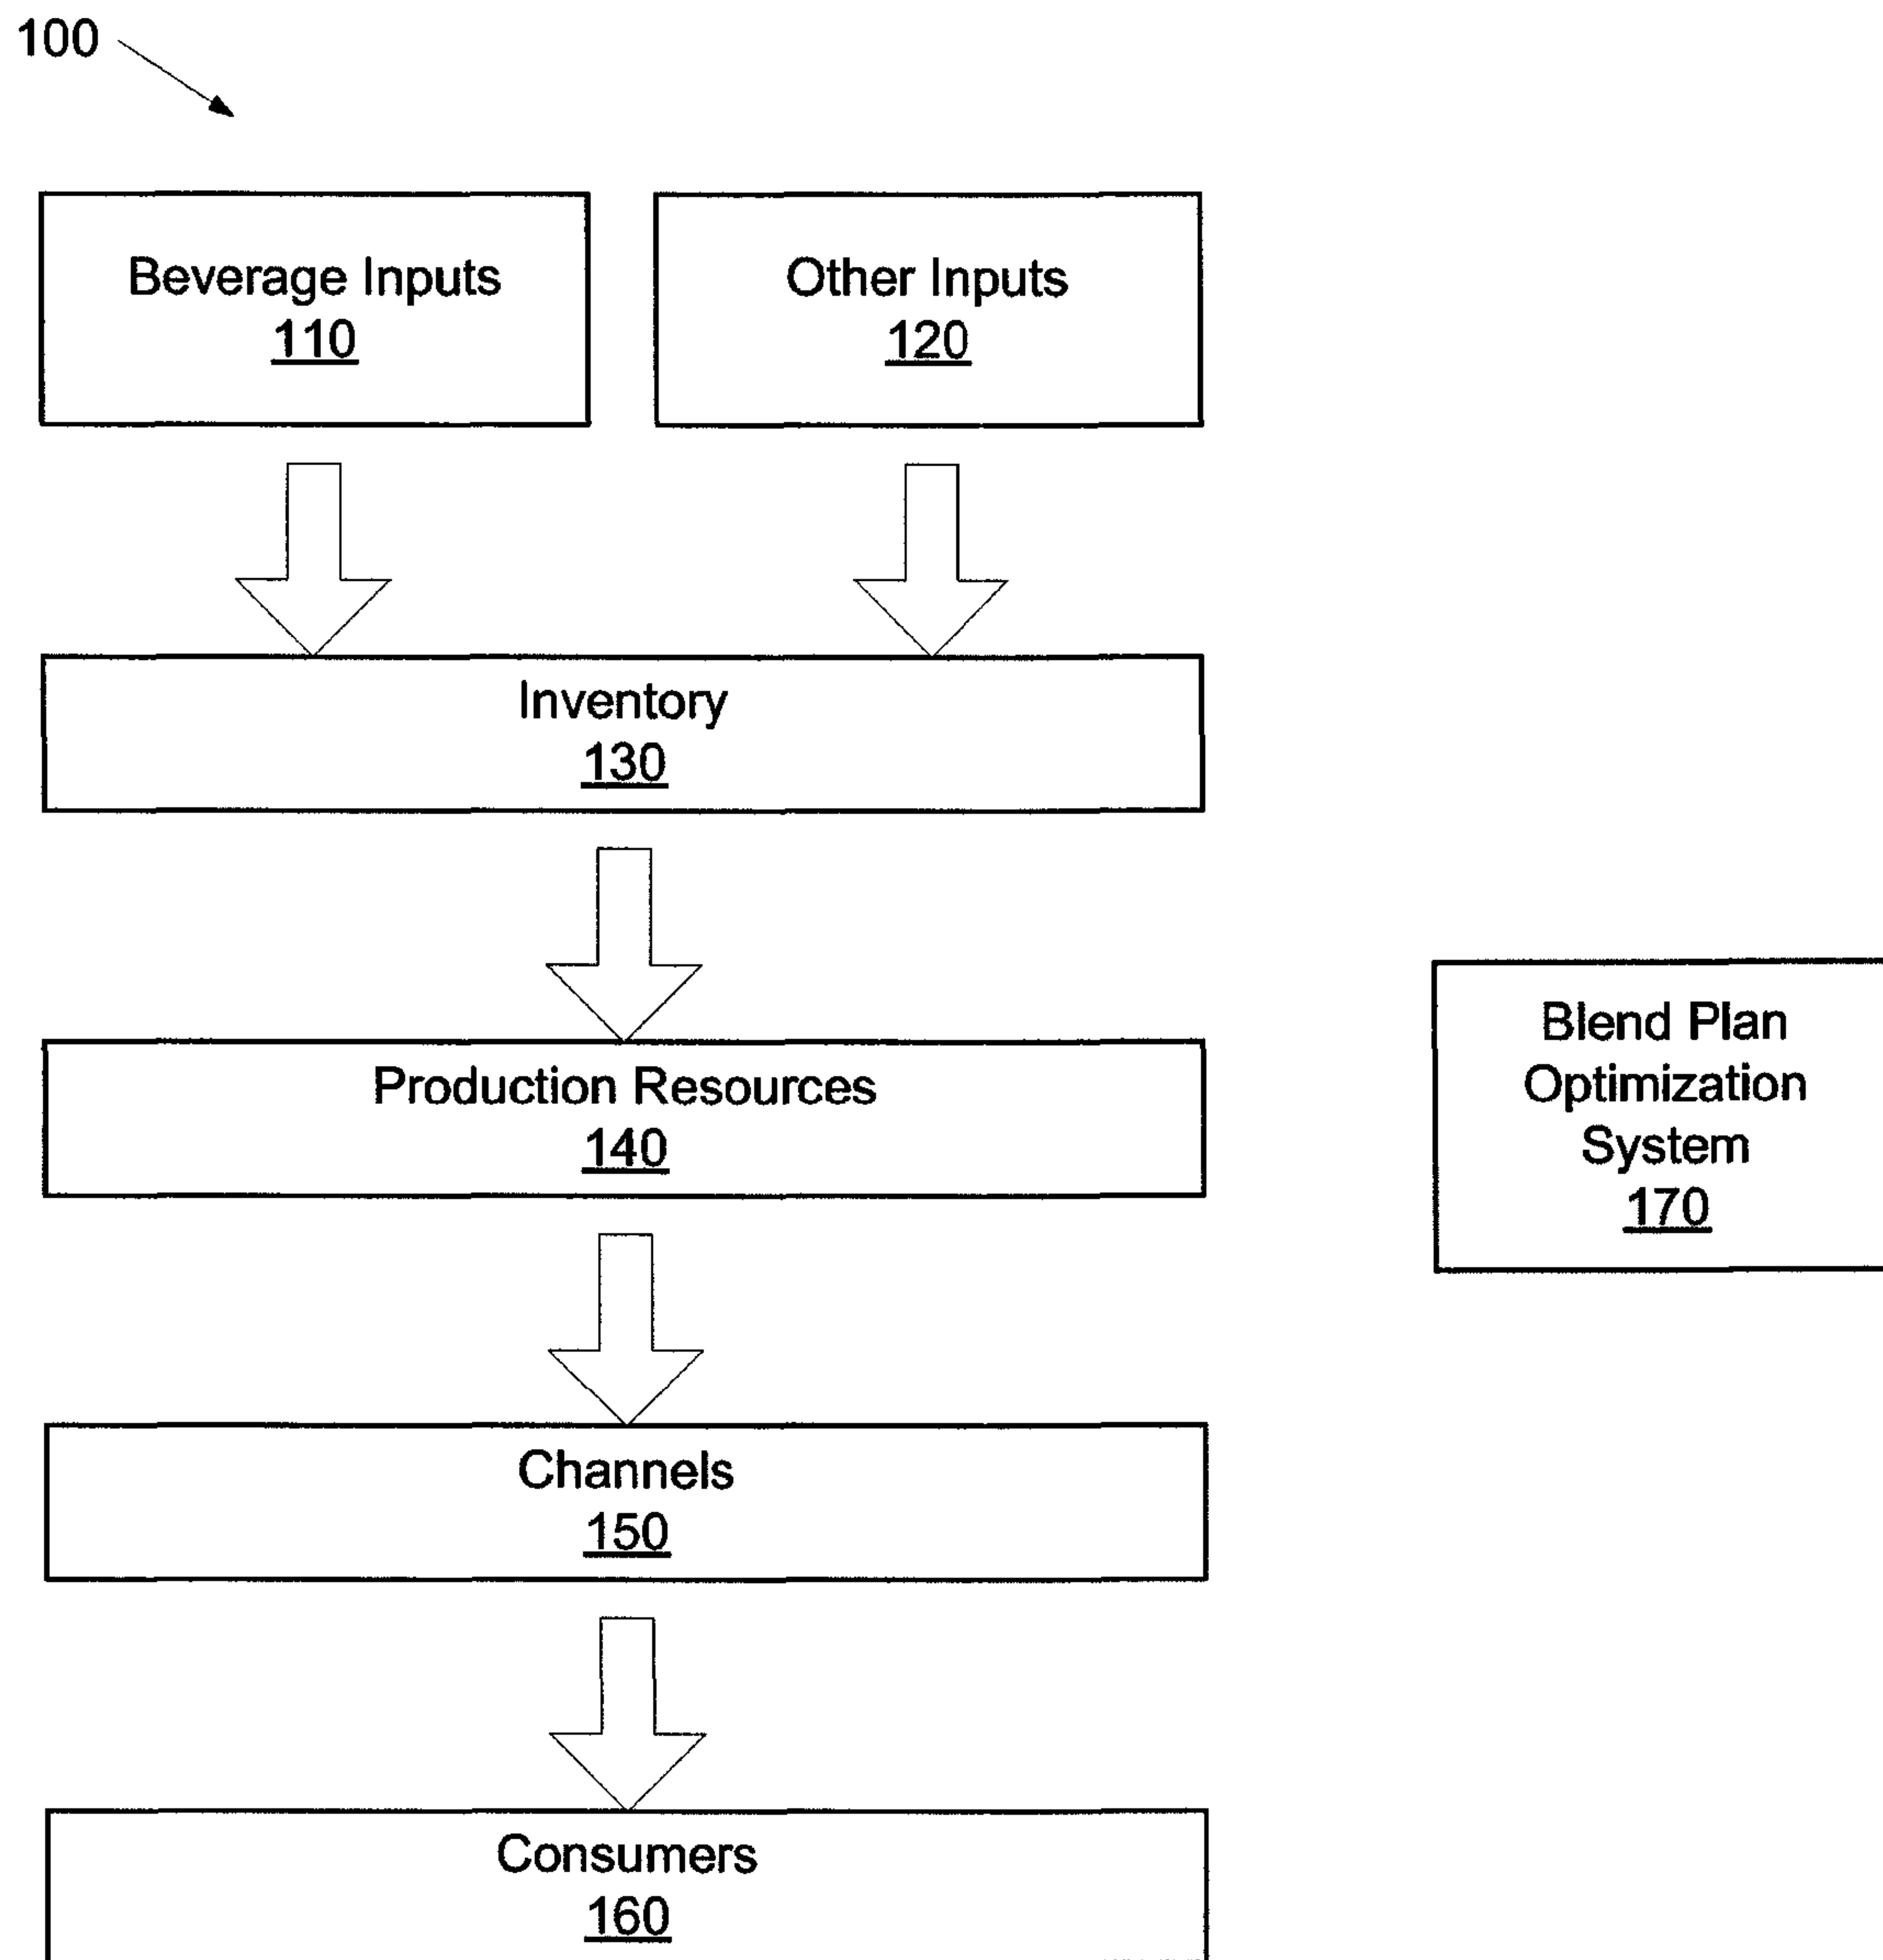 100
Beverage Inputs
110
Other Inputs
120
Inventory
130
Production Resources
140
Blend Plan
Optimization
System
170
Channels
150
Consumers
160